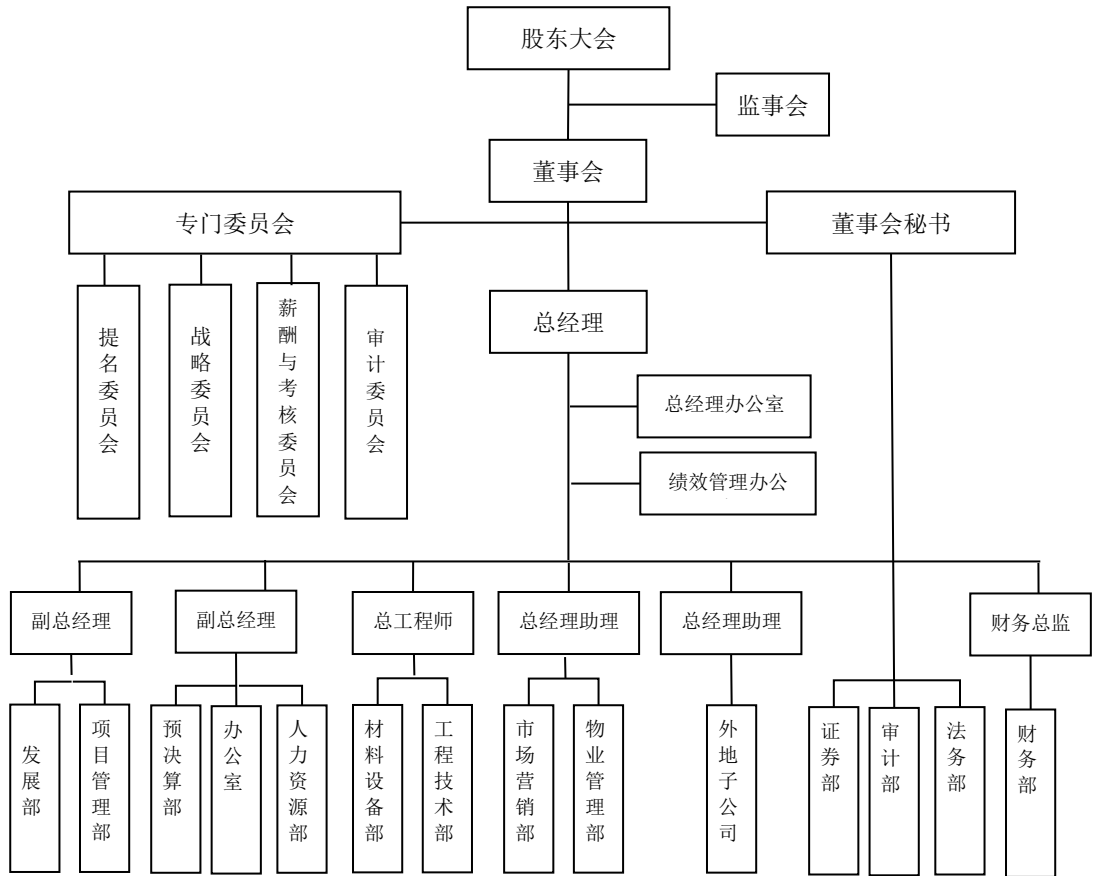 股东大会
监事会
董事会
专门委员会
董事会秘书
提名委员会
战略委员会
薪酬与考核委员会
审计委员会
总经理
总经理办公室
绩效管理办公
副总经理
副总经理
总工程师
总经理助理
总经理助理
财务总监
发展部
项目管理部
预决算部
办公室
人力资源部
材料设备部
工程技术部
市场营销部
物业管理部
外地子公司
证券部
审计部
法务部
财务部